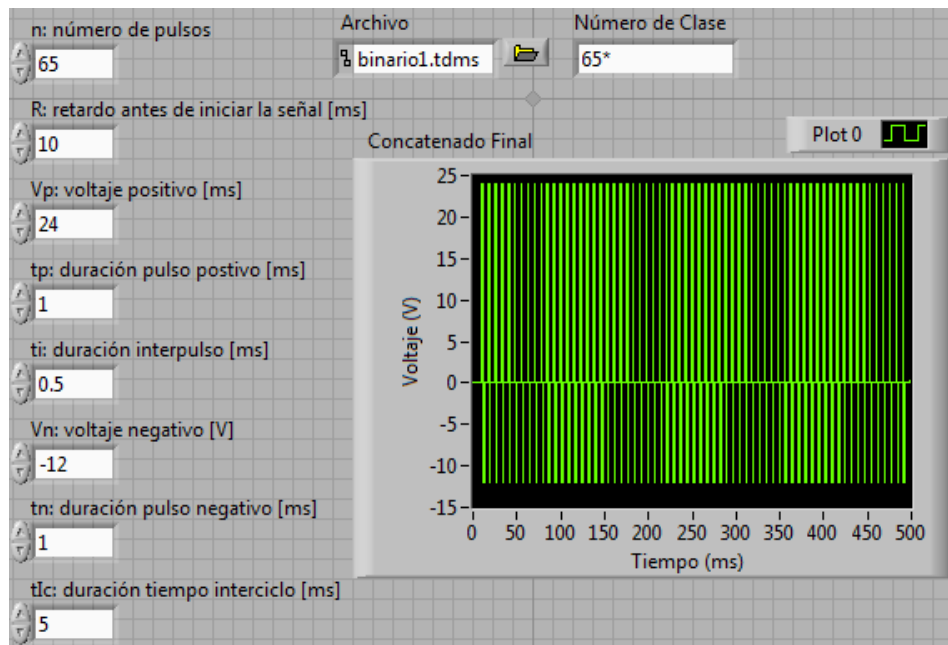 n: número de pulsos
65
R: retardo antes de iniciar la señal [ms]
10
Vp: voltaje positivo [ms]
24
tp: duración pulso postivo [ms]
1
ti: duración interpulso [ms]
0.5
Vn: voltaje negativo [V]
-12
tn: duración pulso negativo [ms]
1
tIc: duración tiempo interciclo [ms]
5
Archivo
binario1.tdms
Número de Clase
65*
Concatenado Final
Plot 0
Voltaje (V)
25
20
15
10
5
0
-5
-10
-15
0 50 100 150 200 250 300 350 400 450 500
Tiempo (ms)